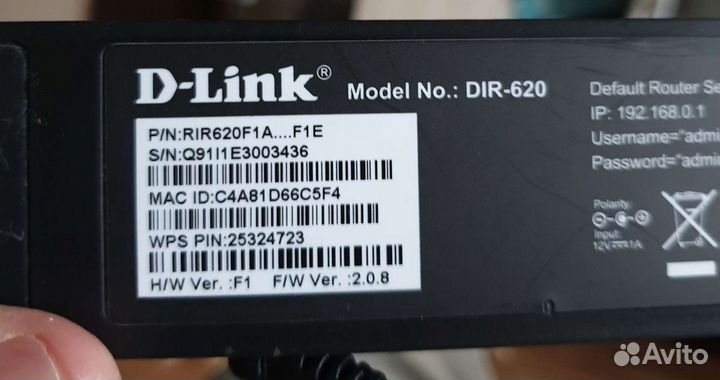 D-Link®
Model No.: DIR-620
P/N:RIR620F1A....F1E
S/N:Q91I1E3003436
MAC ID:C4A81D66C5F4
WPS PIN:25324723
H/W Ver. :F1 F/W Ver. :2.0.8
Default Router Se
IP: 192.168.0.1
Username="admi
Password="admi
Polarity:
Input:
12V⎓1A
Avito